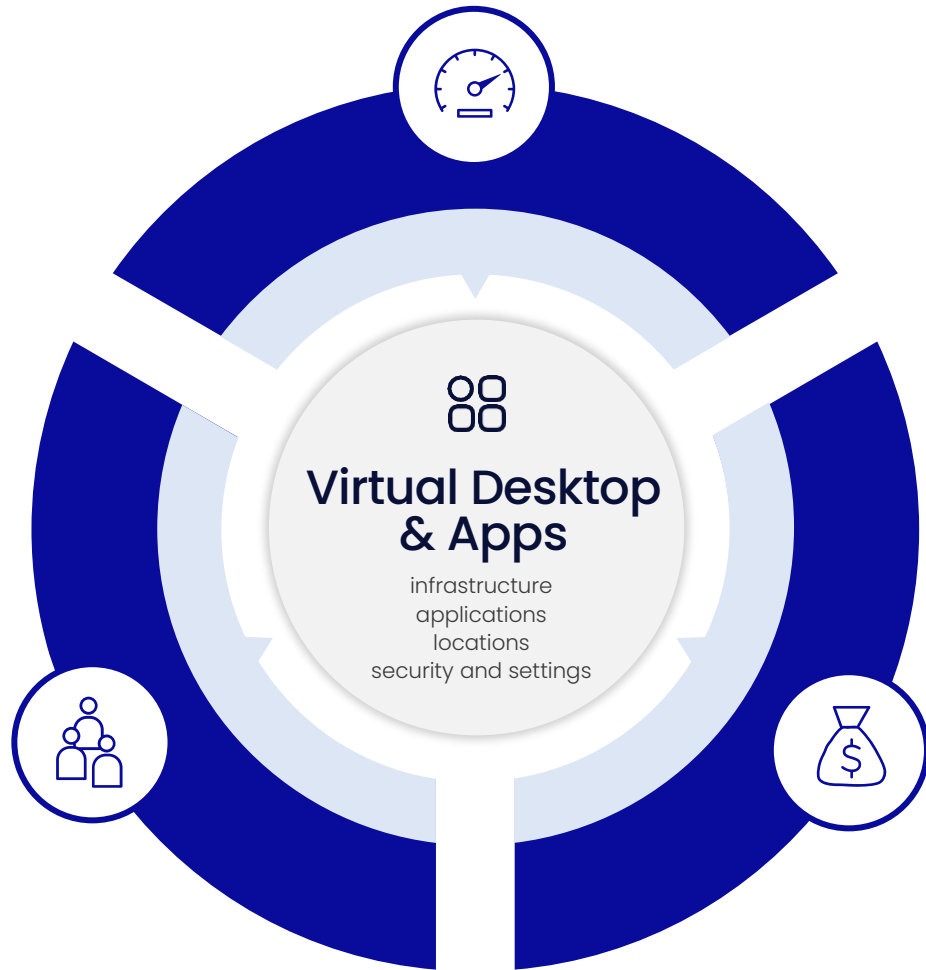 Virtual Desktop
& Apps
infrastructure
applications
locations
security and settings
$